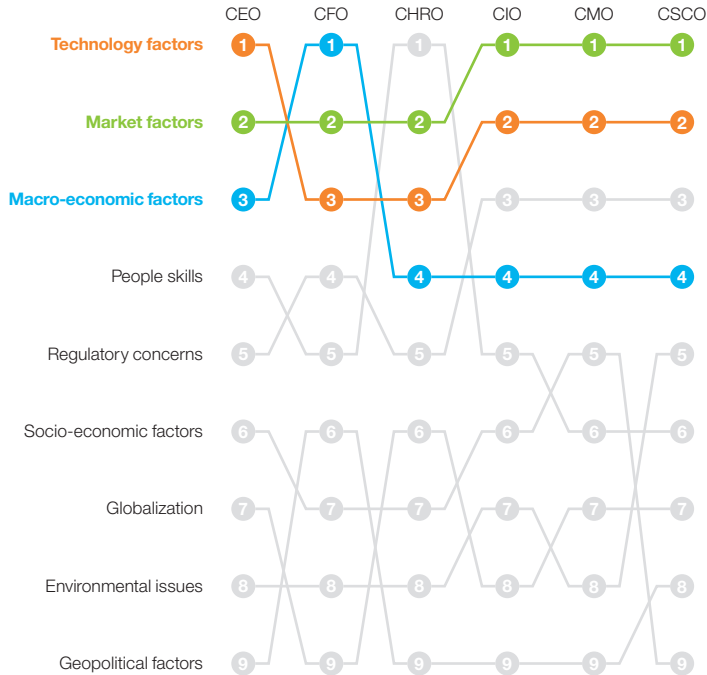 CEO CFO CHRO CIO CMO CSCO
Technology factors 1 1 1 1 1 1
Market factors 2 2 2 2 2 2
Macro-economic factors 3 3 3 3 3 3
People skills 4 4 4 4 4 4
Regulatory concerns 5 5 5 5 5 5
Socio-economic factors 6 6 6 6 6 6
Globalization 7 7 7 7 7 7
Environmental issues 8 8 8 8 8 8
Geopolitical factors 9 9 9 9 9 9